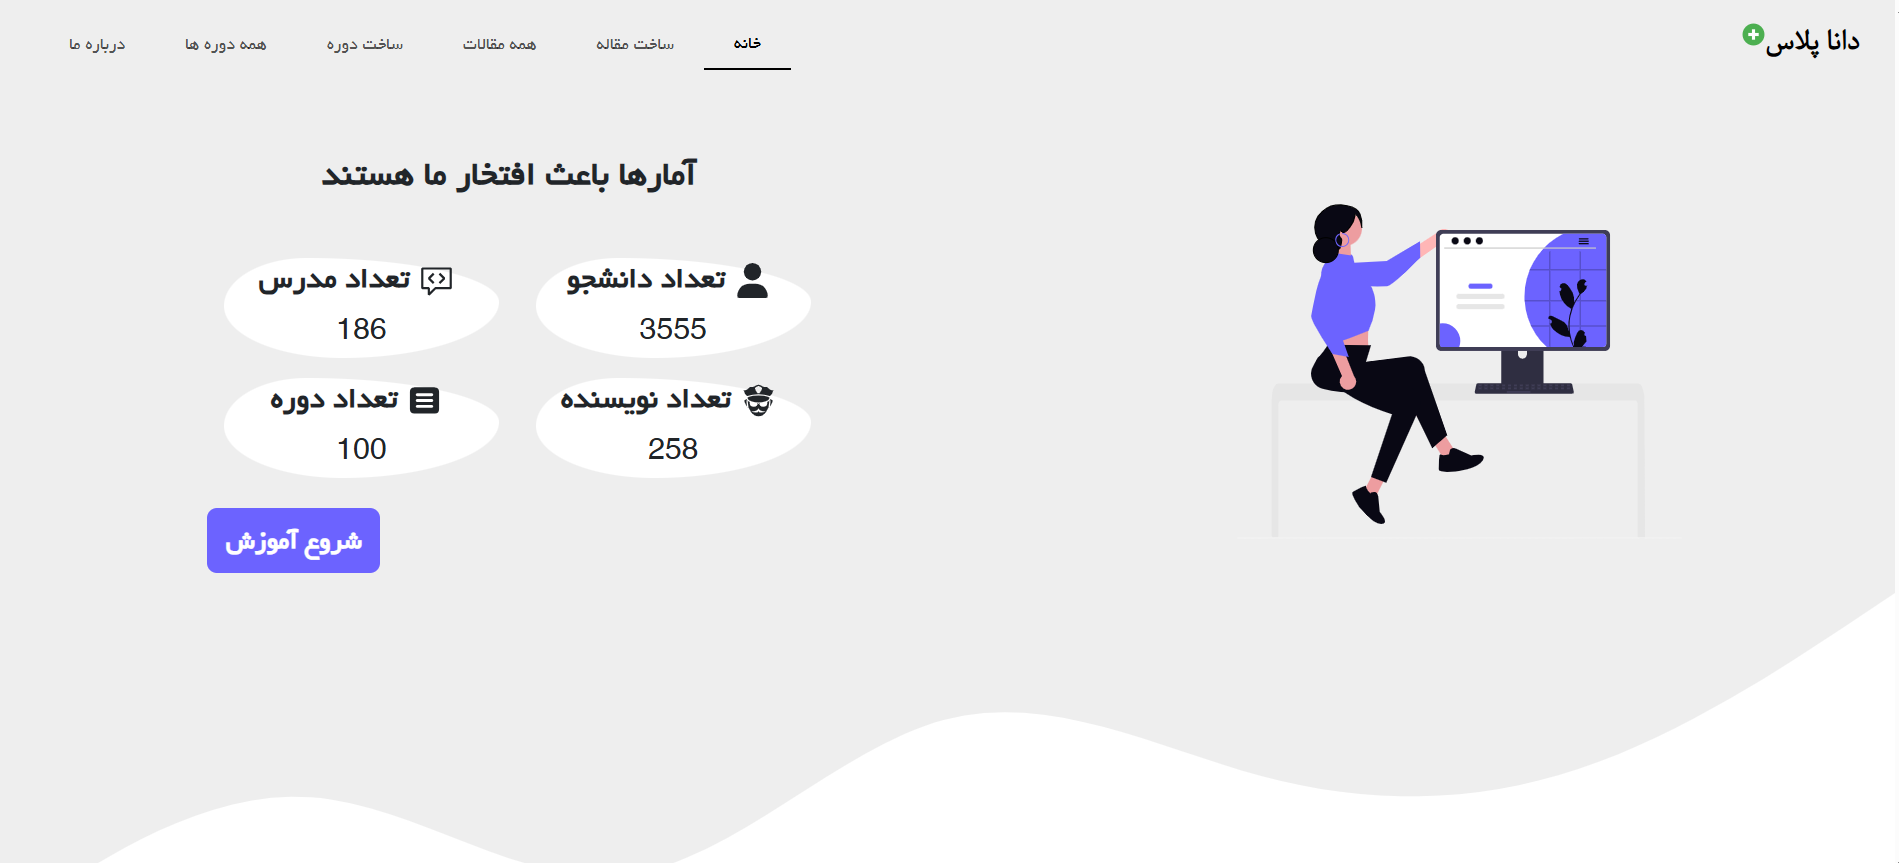 دانا پلاس
خانه
ساخت مقاله
همه مقالات
ساخت دوره
همه دوره ها
درباره ما
آمارها باعث افتخار ما هستند
تعداد دانشجو
3555
تعداد مدرس
186
تعداد نویسنده
258
تعداد دوره
100
شروع آموزش